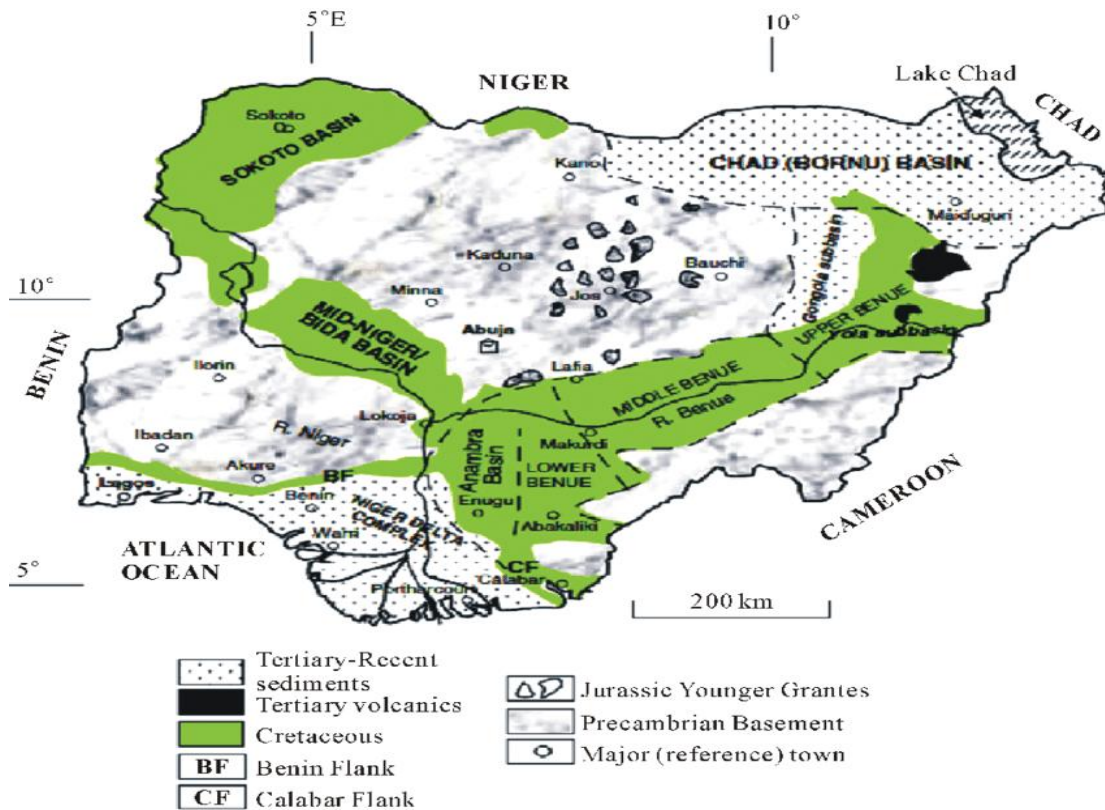 5°E
10°
NIGER
Lake Chad
CHAD
Sokoto
SOKOTO BASIN
Kano
CHAD (BORNU) BASIN
Maiduguri
Kaduna
Bauchi
Gongola subbasin
10°
Minna
Jos
MID-NIGER/
BIDA BASIN
Abuja
UPPER BENUE
Yola subbasin
BENIN
Ilorin
Lafia
MIDDLE BENUE
R. Benue
Lokoja
Ibadan
R. Niger
Makurdi
Akure
BF
Anambra
Basin
LOWER
BENUE
Lagos
Benin
NIGER DELTA
COMPLEX
Enugu
Abakaliki
CAMEROON
Warri
ATLANTIC
OCEAN
CF
Calabar
5°
Portharcourt
200 km
Tertiary-Recent
sediments
Tertiary volcanics
Cretaceous
BF Benin Flank
CF Calabar Flank
Jurassic Younger Grantes
Precambrian Basement
Major (reference) town